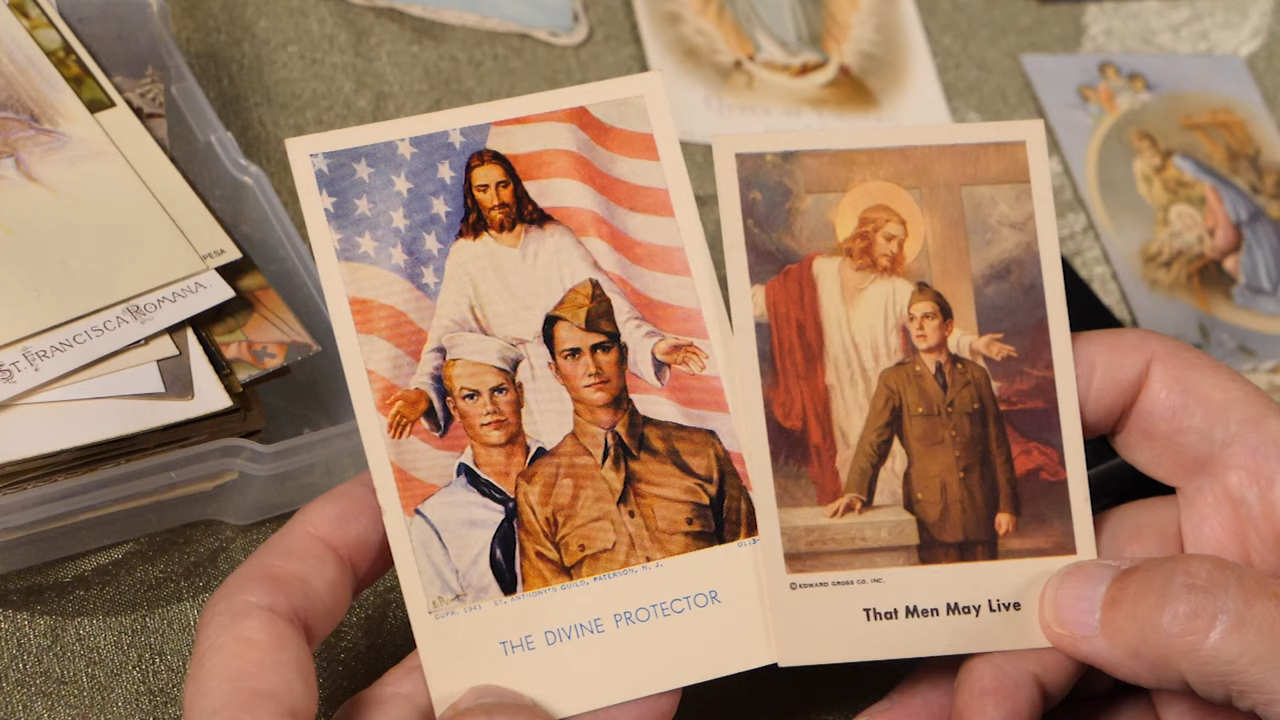 PESA
ST. FRANCISCA ROMANA.
COPR. 1943 ST. ANTHONY'S GUILD, PATERSON, N. J.
THE DIVINE PROTECTOR
©EDWARD GROSS CO. INC.
That Men May Live